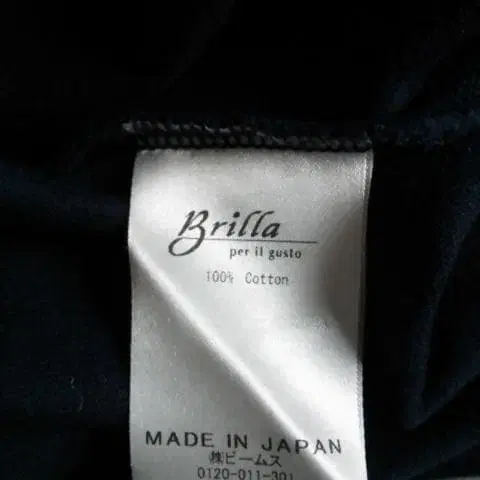 Brilla
per il gusto
100% Cotton
MADE IN JAPAN
㈱ビームス
0120-011-301